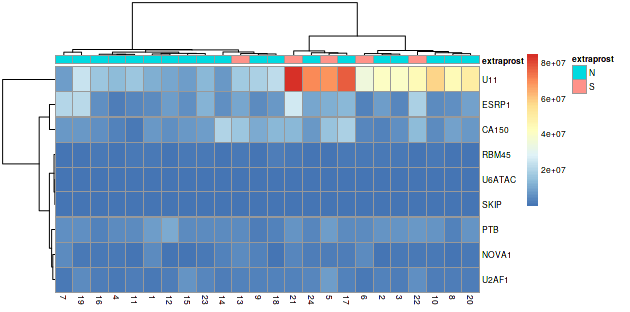 extraprost
U11
ESRP1
CA150
RBM45
U6ATAC
SKIP
PTB
NOVA1
U2AF1
7 19 16 4 11 1 12 15 23 14 13 9 18 21 24 5 17 6 2 3 22 10 8 20
8e+07
6e+07
4e+07
2e+07
extraprost
N
S